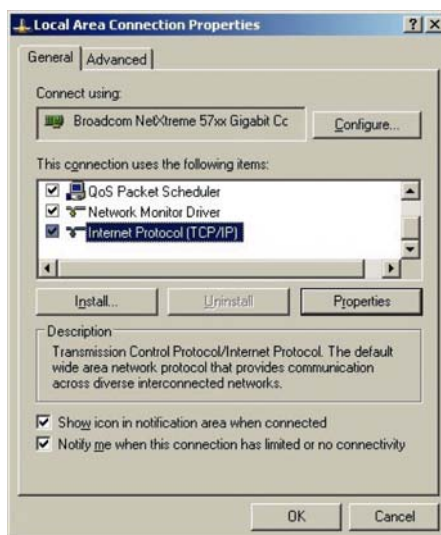 Local Area Connection Properties
General Advanced
Connect using:
Broadcom NetXtreme 57xx Gigabit Cc Configure...
This connection uses the following items:
QoS Packet Scheduler
Network Monitor Driver
Internet Protocol (TCP/IP)
Install... Uninstall Properties
Description
Transmission Control Protocol/Internet Protocol. The default
wide area network protocol that provides communication
across diverse interconnected networks.
Show icon in notification area when connected
Notify me when this connection has limited or no connectivity
OK Cancel